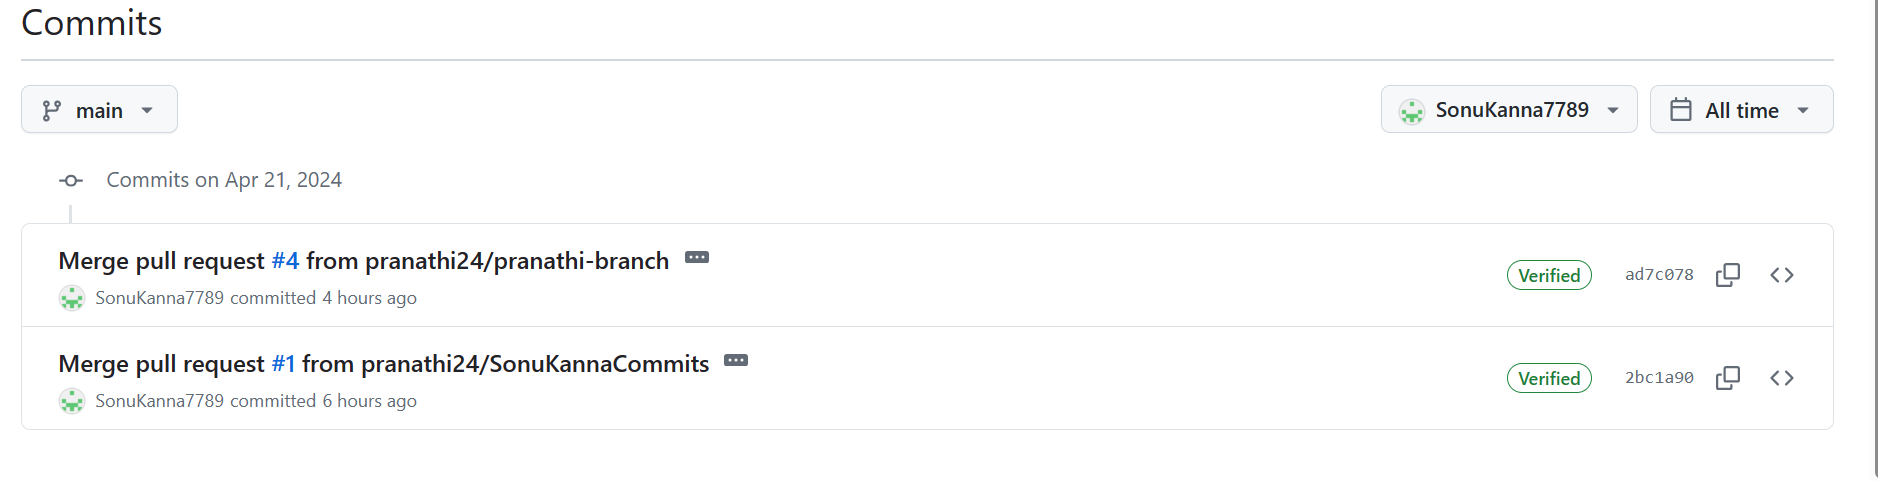 Commits
main
SonuKanna7789
All time
Commits on Apr 21, 2024
Merge pull request #4 from pranathi24/pranathi-branch
SonuKanna7789 committed 4 hours ago
Verified
ad7c078
Merge pull request #1 from pranathi24/SonuKannaCommits
SonuKanna7789 committed 6 hours ago
Verified
2bc1a90